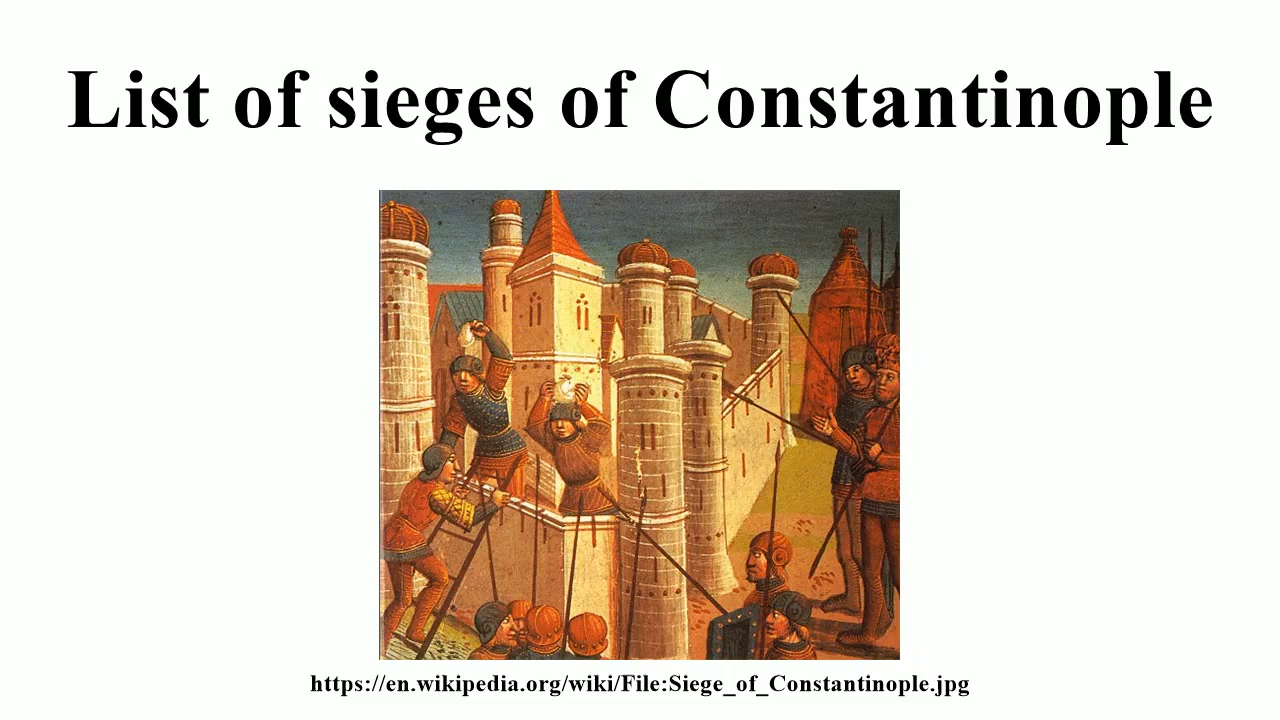 List of sieges of Constantinople
https://en.wikipedia.org/wiki/File:Siege_of_Constantinople.jpg